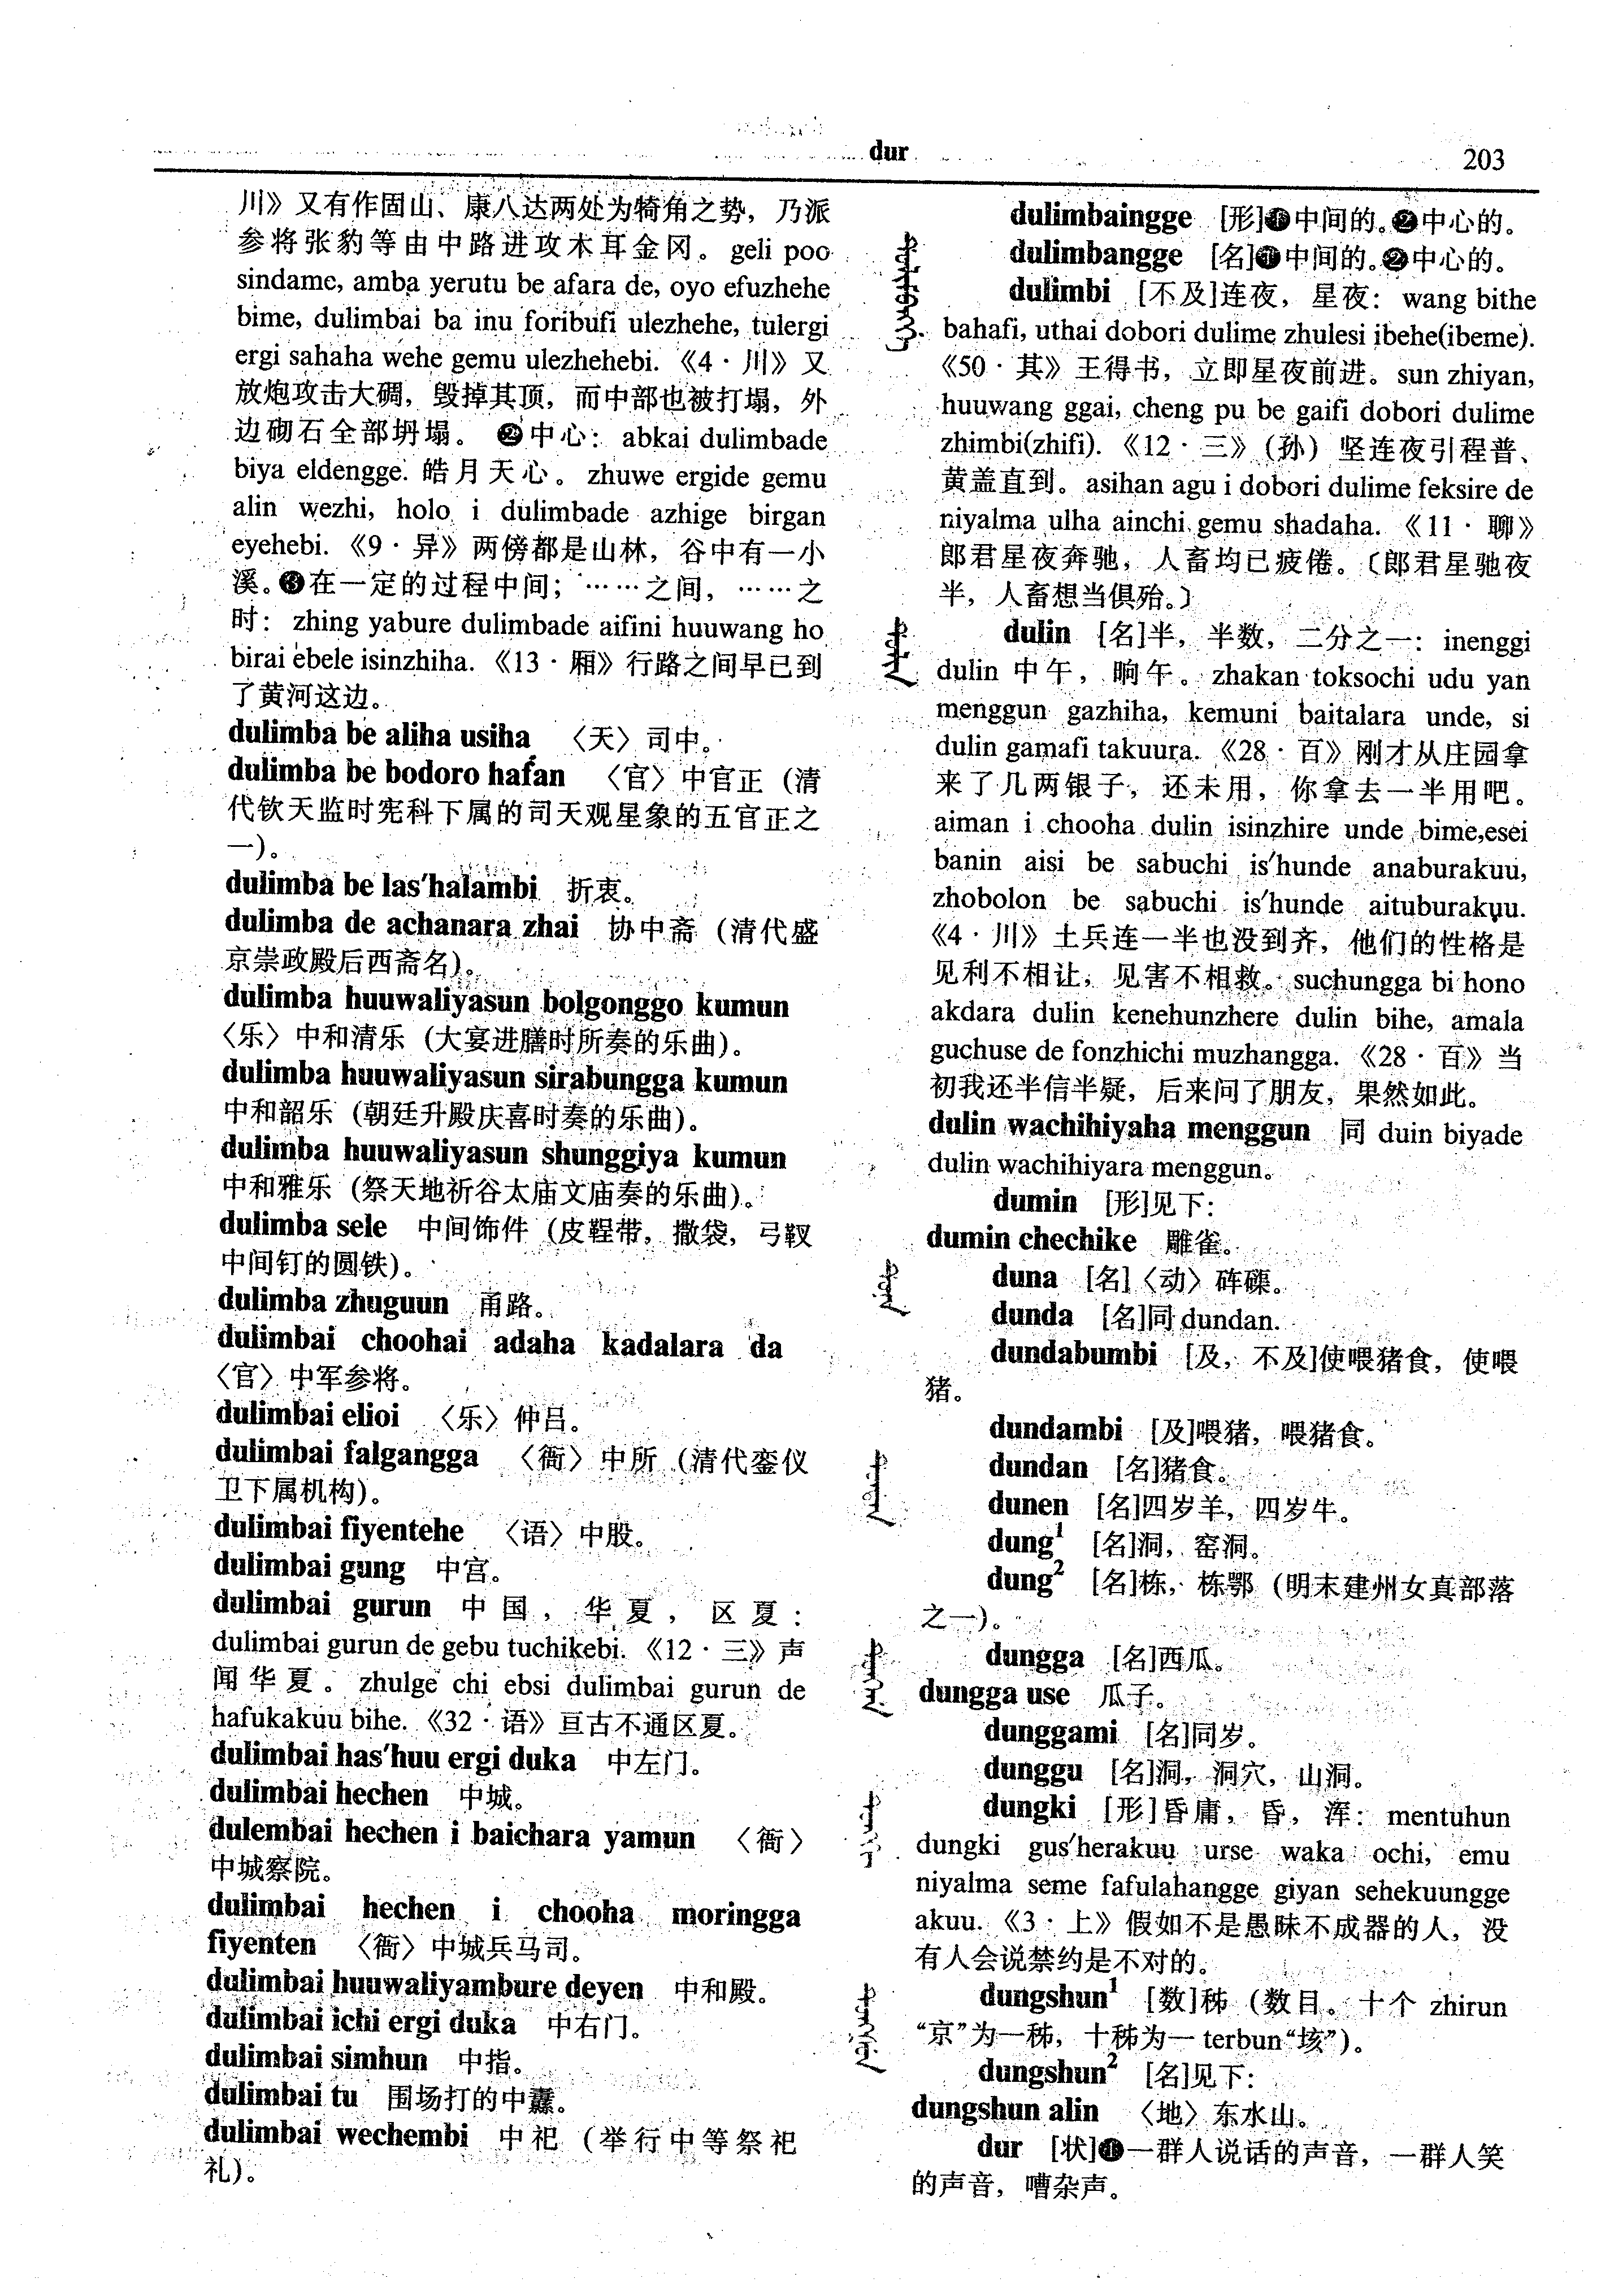 dur
203
川》又有作固山、康八达两处为犄角之势，乃派
参将张豹等由中路进攻木耳金冈。geli poo
sindame, amba yerutu be afara de, oyo efuzhehe
bime, dulimbai ba inu foribufi ulezhehe, tulergi
ergi sahaha wehe gemu ulezhehebi.《4·川》又
放炮攻击大碉，毁掉其顶，而中部也被打塌，外
边砌石全部坍塌。❷中心：abkai dulimbade
biya eldengge. 皓月天心。zhuwe ergide gemu
alin wezhi, holo i dulimbade azhige birgan
eyehebi.《9·异》两傍都是山林，谷中有一小
溪。❸在一定的过程中间；……之间，……之
时：zhing yabure dulimbade aifini huuwang ho
birai ebele isinzhiha.《13·厢》行路之间早已到
了黄河这边。
dulimba be aliha usiha 〈天〉司中。
dulimba be bodoro hafan 〈官〉中官正（清
代钦天监时宪科下属的司天观星象的五官正之
一）。
dulimba be las'halambi 折衷。
dulimba de achanara zhai 协中斋（清代盛
京崇政殿后西斋名）。
dulimba huuwaliyasun bolgonggo kumun
〈乐〉中和清乐（大宴进膳时所奏的乐曲）。
dulimba huuwaliyasun sirabungga kumun
中和韶乐（朝廷升殿庆喜时奏的乐曲）。
dulimba huuwaliyasun shunggiya kumun
中和雅乐（祭天地祈谷太庙文庙奏的乐曲）。
dulimba sele 中间饰件（皮鞓带，撒袋，弓靫
中间钉的圆铁）。
dulimba zhuguun 甬路。
dulimbai choohai adaha kadalara da
〈官〉中军参将。
dulimbai elioi 〈乐〉仲吕。
dulimbai falgangga 〈衙〉中所（清代銮仪
卫下属机构）。
dulimbai fiyentehe 〈语〉中股。
dulimbai gung 中宫。
dulimbai gurun 中国，华夏，区夏：
dulimbai gurun de gebu tuchikebi.《12·三》声
闻华夏。zhulge chi ebsi dulimbai gurun de
hafukakuu bihe.《32·语》亘古不通区夏。
dulimbai has'huu ergi duka 中左门。
dulimbai hechen 中城。
dulembai hechen i baichara yamun 〈衙〉
中城察院。
dulimbai hechen i chooha moringga
fiyenten 〈衙〉中城兵马司。
dulimbai huuwaliyambure deyen 中和殿。
dulimbai ichi ergi duka 中右门。
dulimbai simhun 中指。
dulimbai tu 围场打的中纛。
dulimbai wechembi 中祀（举行中等祭祀
礼）。
dulimbaingge [形]❶中间的。❷中心的。
dulimbangge [名]❶中间的。❷中心的。
dulimbi [不及]连夜，星夜：wang bithe
bahafi, uthai dobori dulime zhulesi ibehe(ibeme).
《50·其》王得书，立即星夜前进。sun zhiyan,
huuwang ggai, cheng pu be gaifi dobori dulime
zhimbi(zhifi).《12·三》（孙）坚连夜引程普、
黄盖直到。asihan agu i dobori dulime feksire de
niyalma ulha ainchi gemu shadaha.《11·聊》
郎君星夜奔驰，人畜均已疲倦。〔郎君星驰夜
半，人畜想当俱殆。〕
dulin [名]半，半数，二分之一：inenggi
dulin 中午，晌午。zhakan toksochi udu yan
menggun gazhiha, kemuni baitalara unde, si
dulin gamafi takuura.《28·百》刚才从庄园拿
来了几两银子，还未用，你拿去一半用吧。
aiman i chooha dulin isinzhire unde bime,esei
banin aisi be sabuchi is'hunde anaburakuu,
zhobolon be sabuchi is'hunde aituburakuu.
《4·川》土兵连一半也没到齐，他们的性格是
见利不相让，见害不相救。suchungga bi hono
akdara dulin kenehunzhere dulin bihe, amala
guchuse de fonzhichi muzhangga.《28·百》当
初我还半信半疑，后来问了朋友，果然如此。
dulin wachihiyaha menggun 同 duin biyade
dulin wachihiyara menggun。
dumin [形]见下：
dumin chechike 雕雀。
duna [名]〈动〉砗磲。
dunda [名]同 dundan.
dundabumbi [及，不及]使喂猪食，使喂
猪。
dundambi [及]喂猪，喂猪食。
dundan [名]猪食。
dunen [名]四岁羊，四岁牛。
dung¹ [名]洞，窑洞。
dung² [名]栋，栋鄂（明末建州女真部落
之一）。
dungga [名]西瓜。
dungga use 瓜子。
dunggami [名]同岁。
dunggu [名]洞，洞穴，山洞。
dungki [形]昏庸，昏，浑：mentuhun
dungki gus'herakuu urse waka ochi, emu
niyalma seme fafulahangge giyan sehekuungge
akuu.《3·上》假如不是愚昧不成器的人，没
有人会说禁约是不对的。
dungshun¹ [数]秭（数目。十个 zhirun
“京”为一秭，十秭为一 terbun“垓”）。
dungshun² [名]见下：
dungshun alin 〈地〉东水山。
dur [状]❶一群人说话的声音，一群人笑
的声音，嘈杂声。